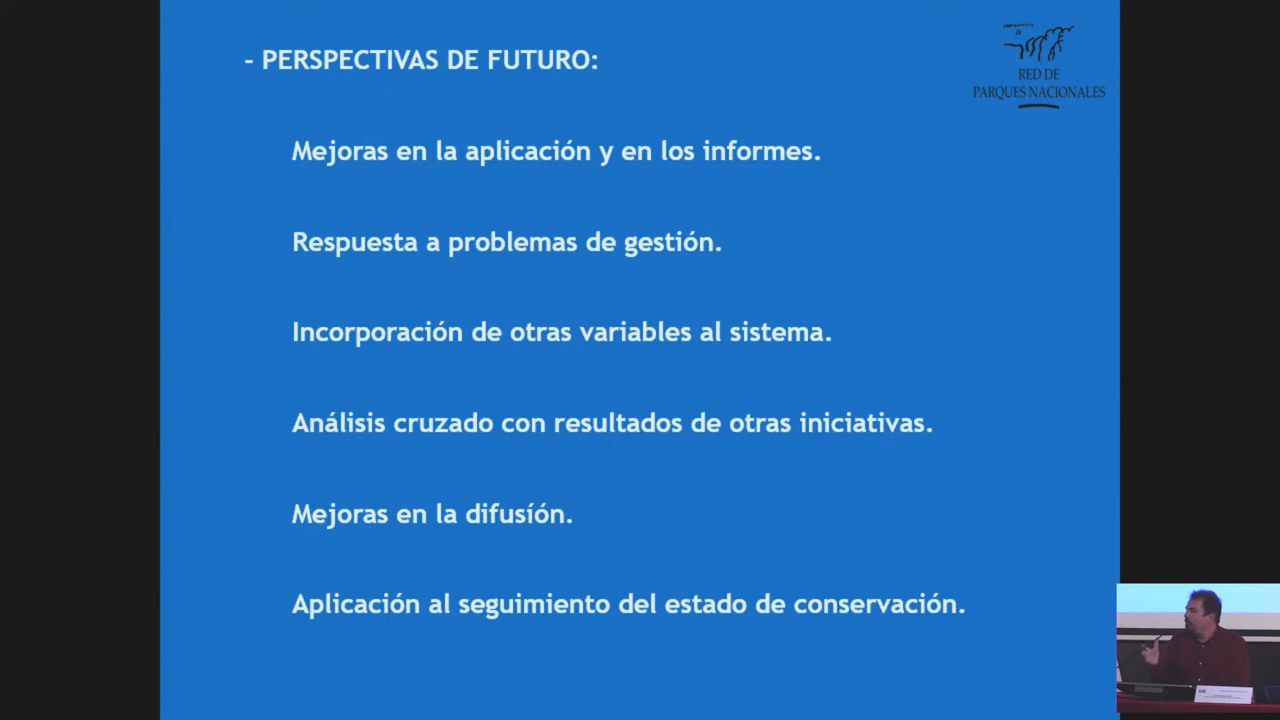 - PERSPECTIVAS DE FUTURO:
RED DE
PARQUES NACIONALES
Mejoras en la aplicación y en los informes.
Respuesta a problemas de gestión.
Incorporación de otras variables al sistema.
Análisis cruzado con resultados de otras iniciativas.
Mejoras en la difusíón.
Aplicación al seguimiento del estado de conservación.